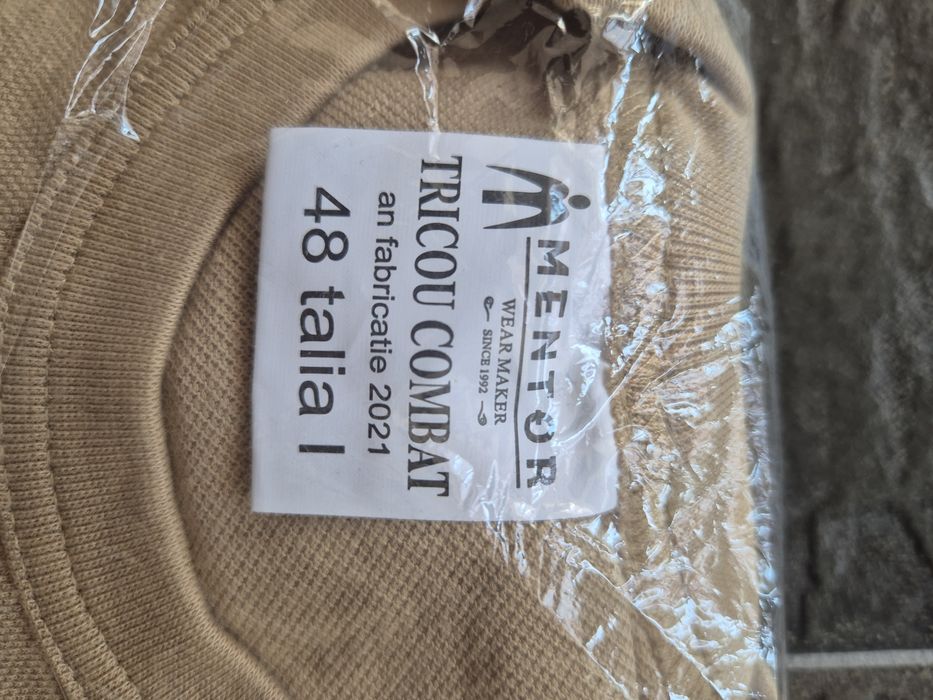 MENTOR
WEAR MAKER
SINCE 1992
TRICOU COMBAT
an fabricatie 2021
48 talia I